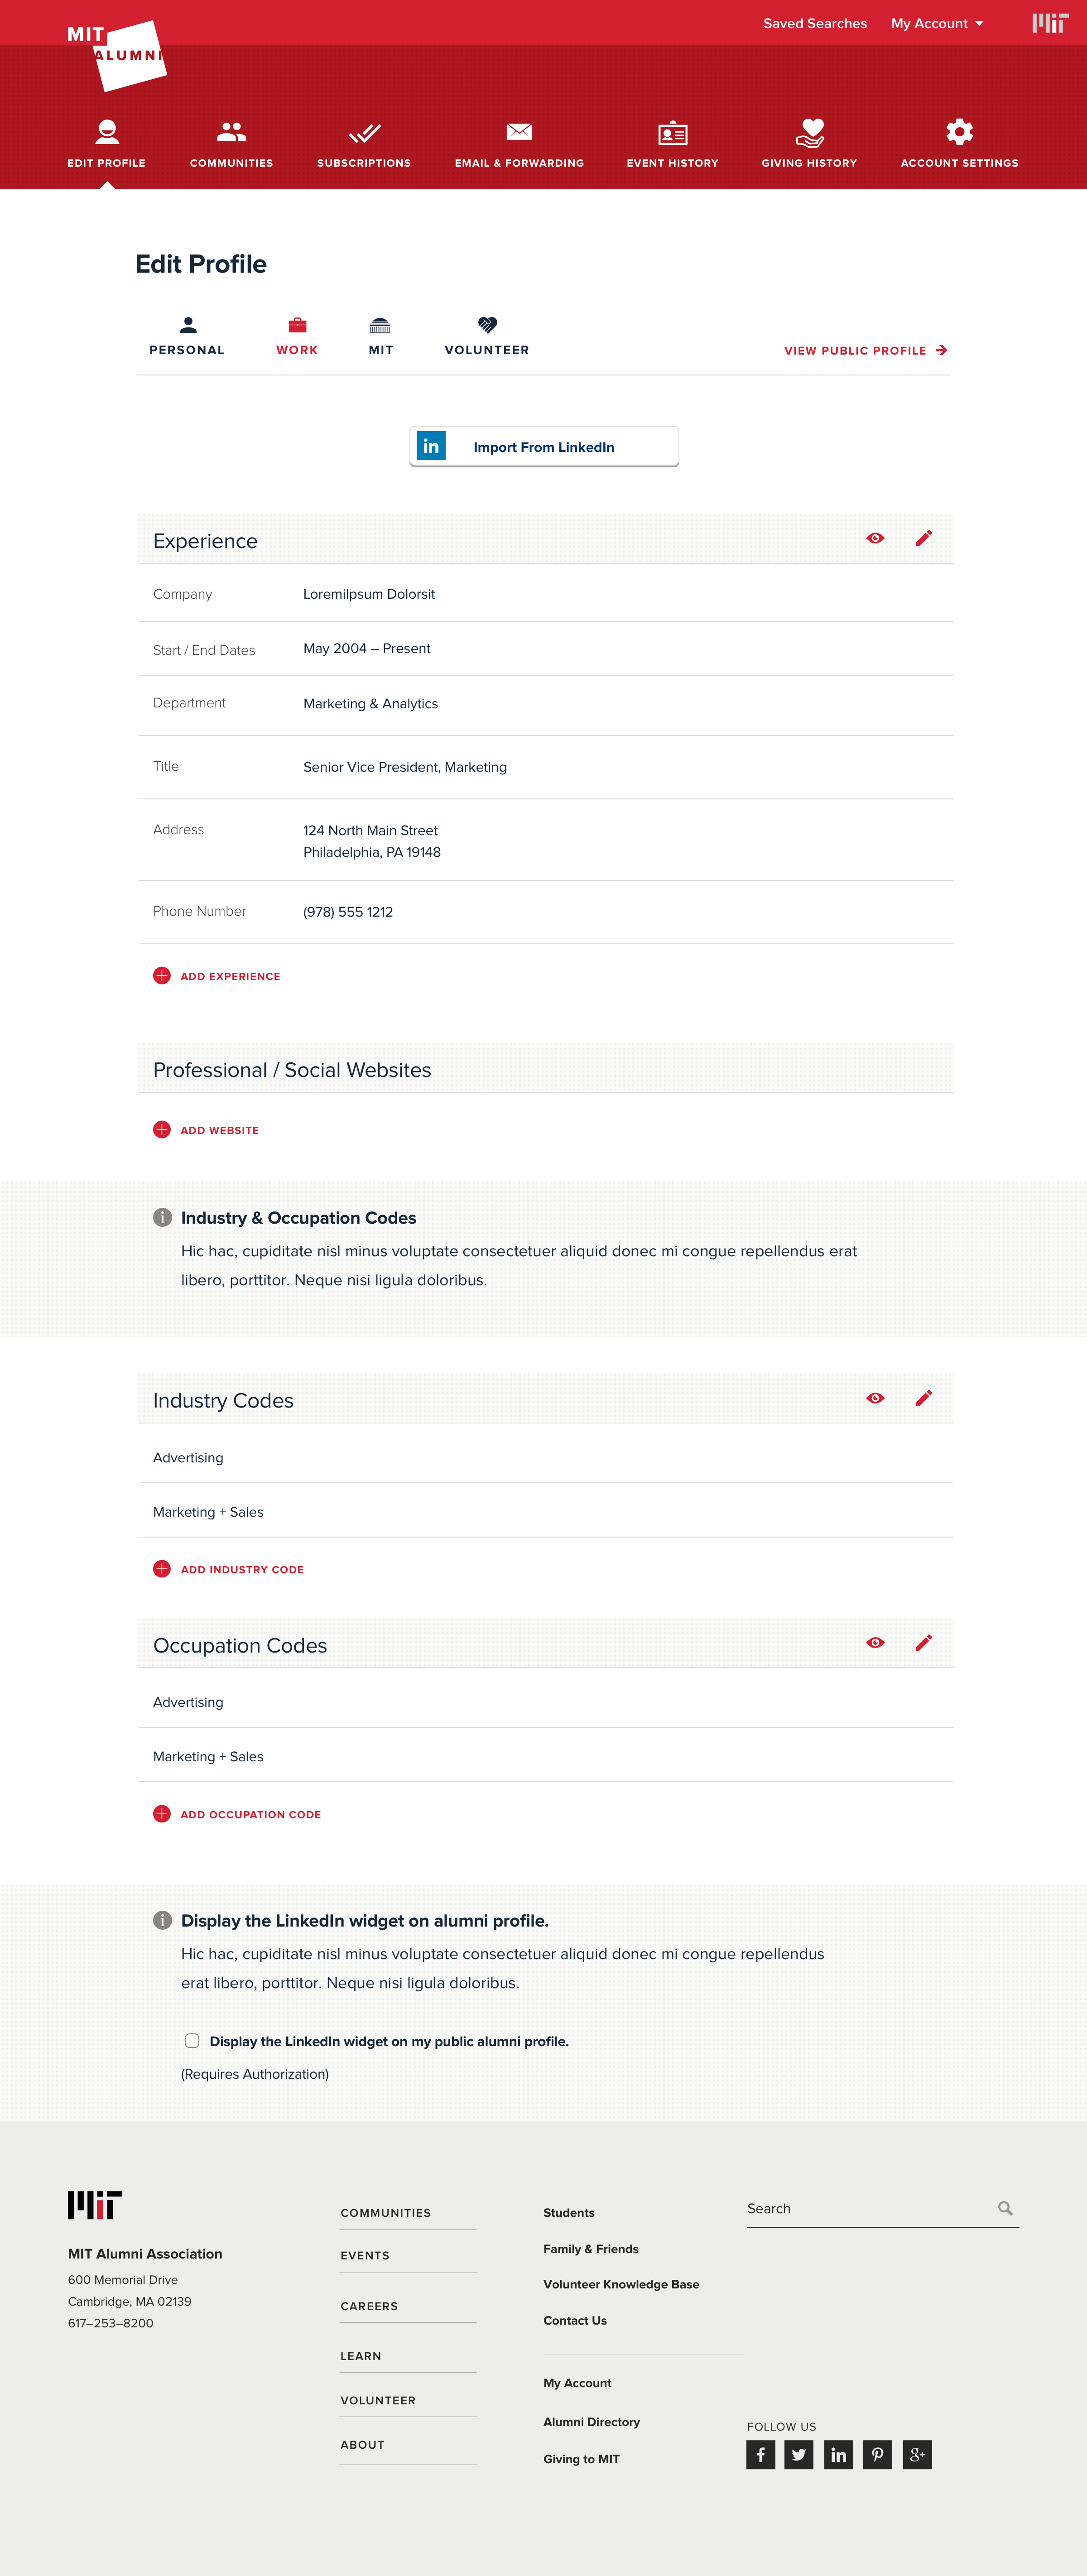 Saved Searches My Account
MIT
MIT
ALUMNI
EDIT PROFILE COMMUNITIES SUBSCRIPTIONS EMAIL & FORWARDING EVENT HISTORY GIVING HISTORY ACCOUNT SETTINGS
Edit Profile
PERSONAL WORK MIT VOLUNTEER VIEW PUBLIC PROFILE
in Import From LinkedIn
Experience
Company Loremilpsum Dolorsit
Start / End Dates May 2004 – Present
Department Marketing & Analytics
Title Senior Vice President, Marketing
Address 124 North Main Street
Philadelphia, PA 19148
Phone Number (978) 555 1212
ADD EXPERIENCE
Professional / Social Websites
ADD WEBSITE
Industry & Occupation Codes
Hic hac, cupiditate nisl minus voluptate consectetuer aliquid donec mi congue repellendus erat
libero, porttitor. Neque nisi ligula doloribus.
Industry Codes
Advertising
Marketing + Sales
ADD INDUSTRY CODE
Occupation Codes
Advertising
Marketing + Sales
ADD OCCUPATION CODE
Display the LinkedIn widget on alumni profile.
Hic hac, cupiditate nisl minus voluptate consectetuer aliquid donec mi congue repellendus
erat libero, porttitor. Neque nisi ligula doloribus.
Display the LinkedIn widget on my public alumni profile.
(Requires Authorization)
MIT
MIT Alumni Association
600 Memorial Drive
Cambridge, MA 02139
617–253–8200
COMMUNITIES
EVENTS
CAREERS
LEARN
VOLUNTEER
ABOUT
Students
Family & Friends
Volunteer Knowledge Base
Contact Us
My Account
Alumni Directory
Giving to MIT
Search
FOLLOW US
f in g+